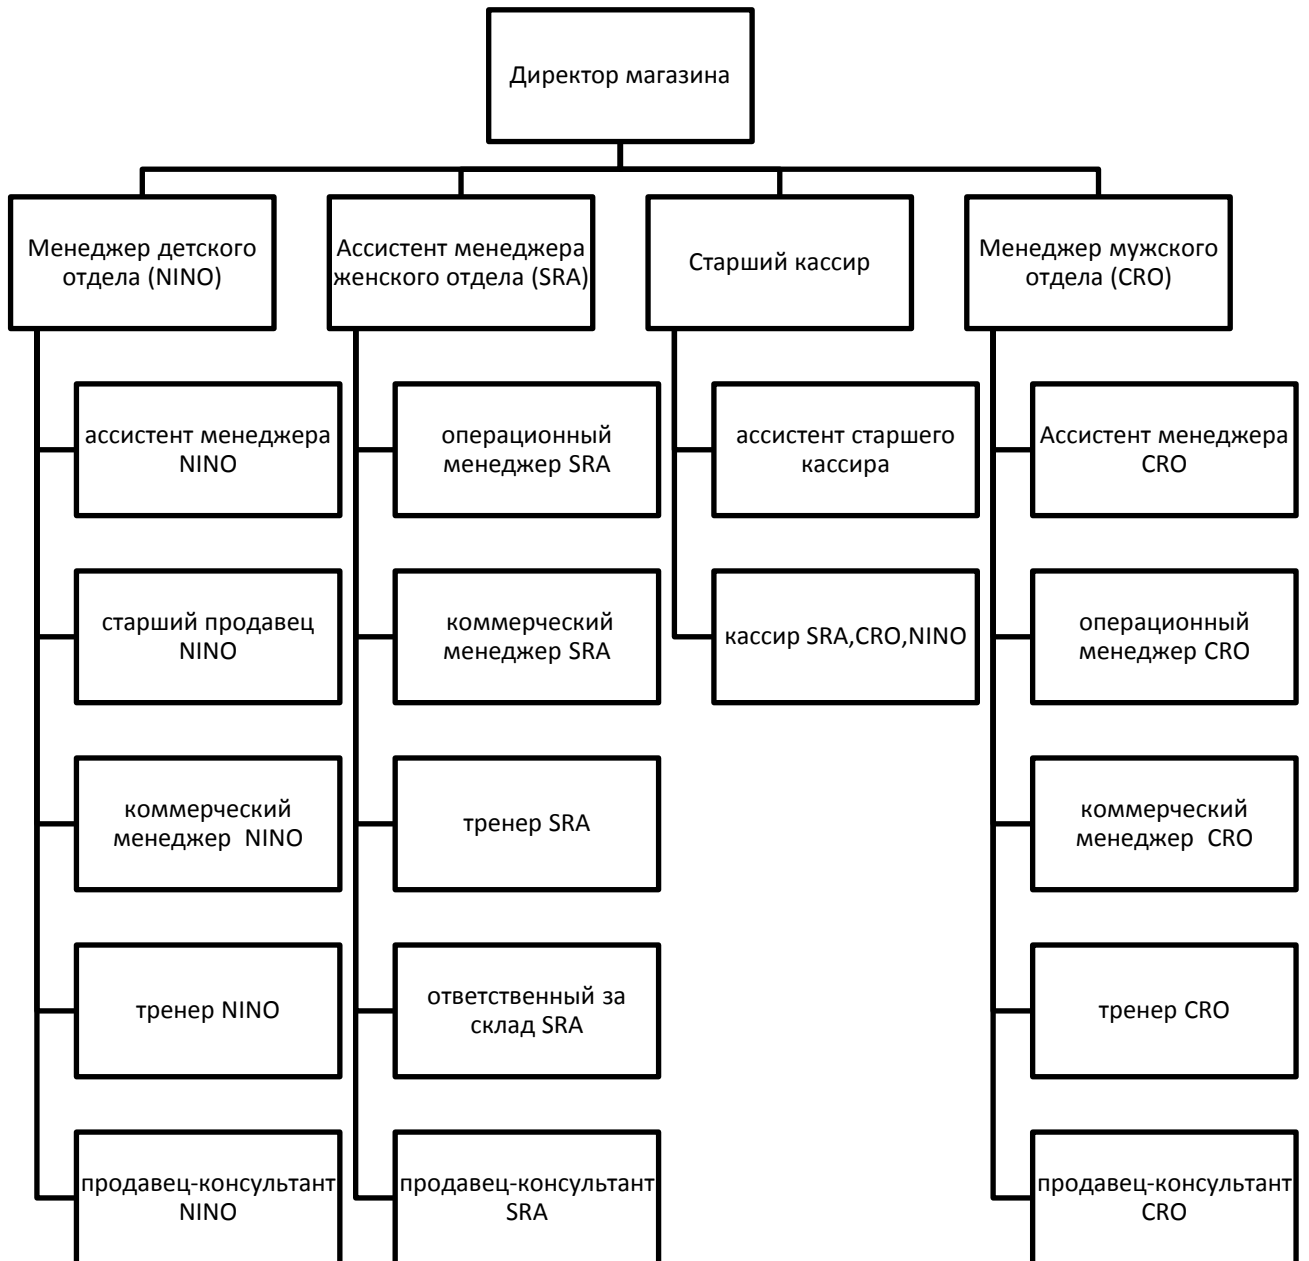 Директор магазина
Менеджер детского
отдела (NINO)
Ассистент менеджера
женского отдела (SRA)
Старший кассир
Менеджер мужского
отдела (CRO)
ассистент менеджера
NINO
операционный
менеджер SRA
ассистент старшего
кассира
Ассистент менеджера
CRO
старший продавец
NINO
коммерческий
менеджер SRA
кассир SRA,CRO,NINO
операционный
менеджер CRO
коммерческий
менеджер  NINO
тренер SRA
коммерческий
менеджер  CRO
тренер NINO
ответственный за
склад SRA
тренер CRO
продавец-консультант
NINO
продавец-консультант
SRA
продавец-консультант
CRO